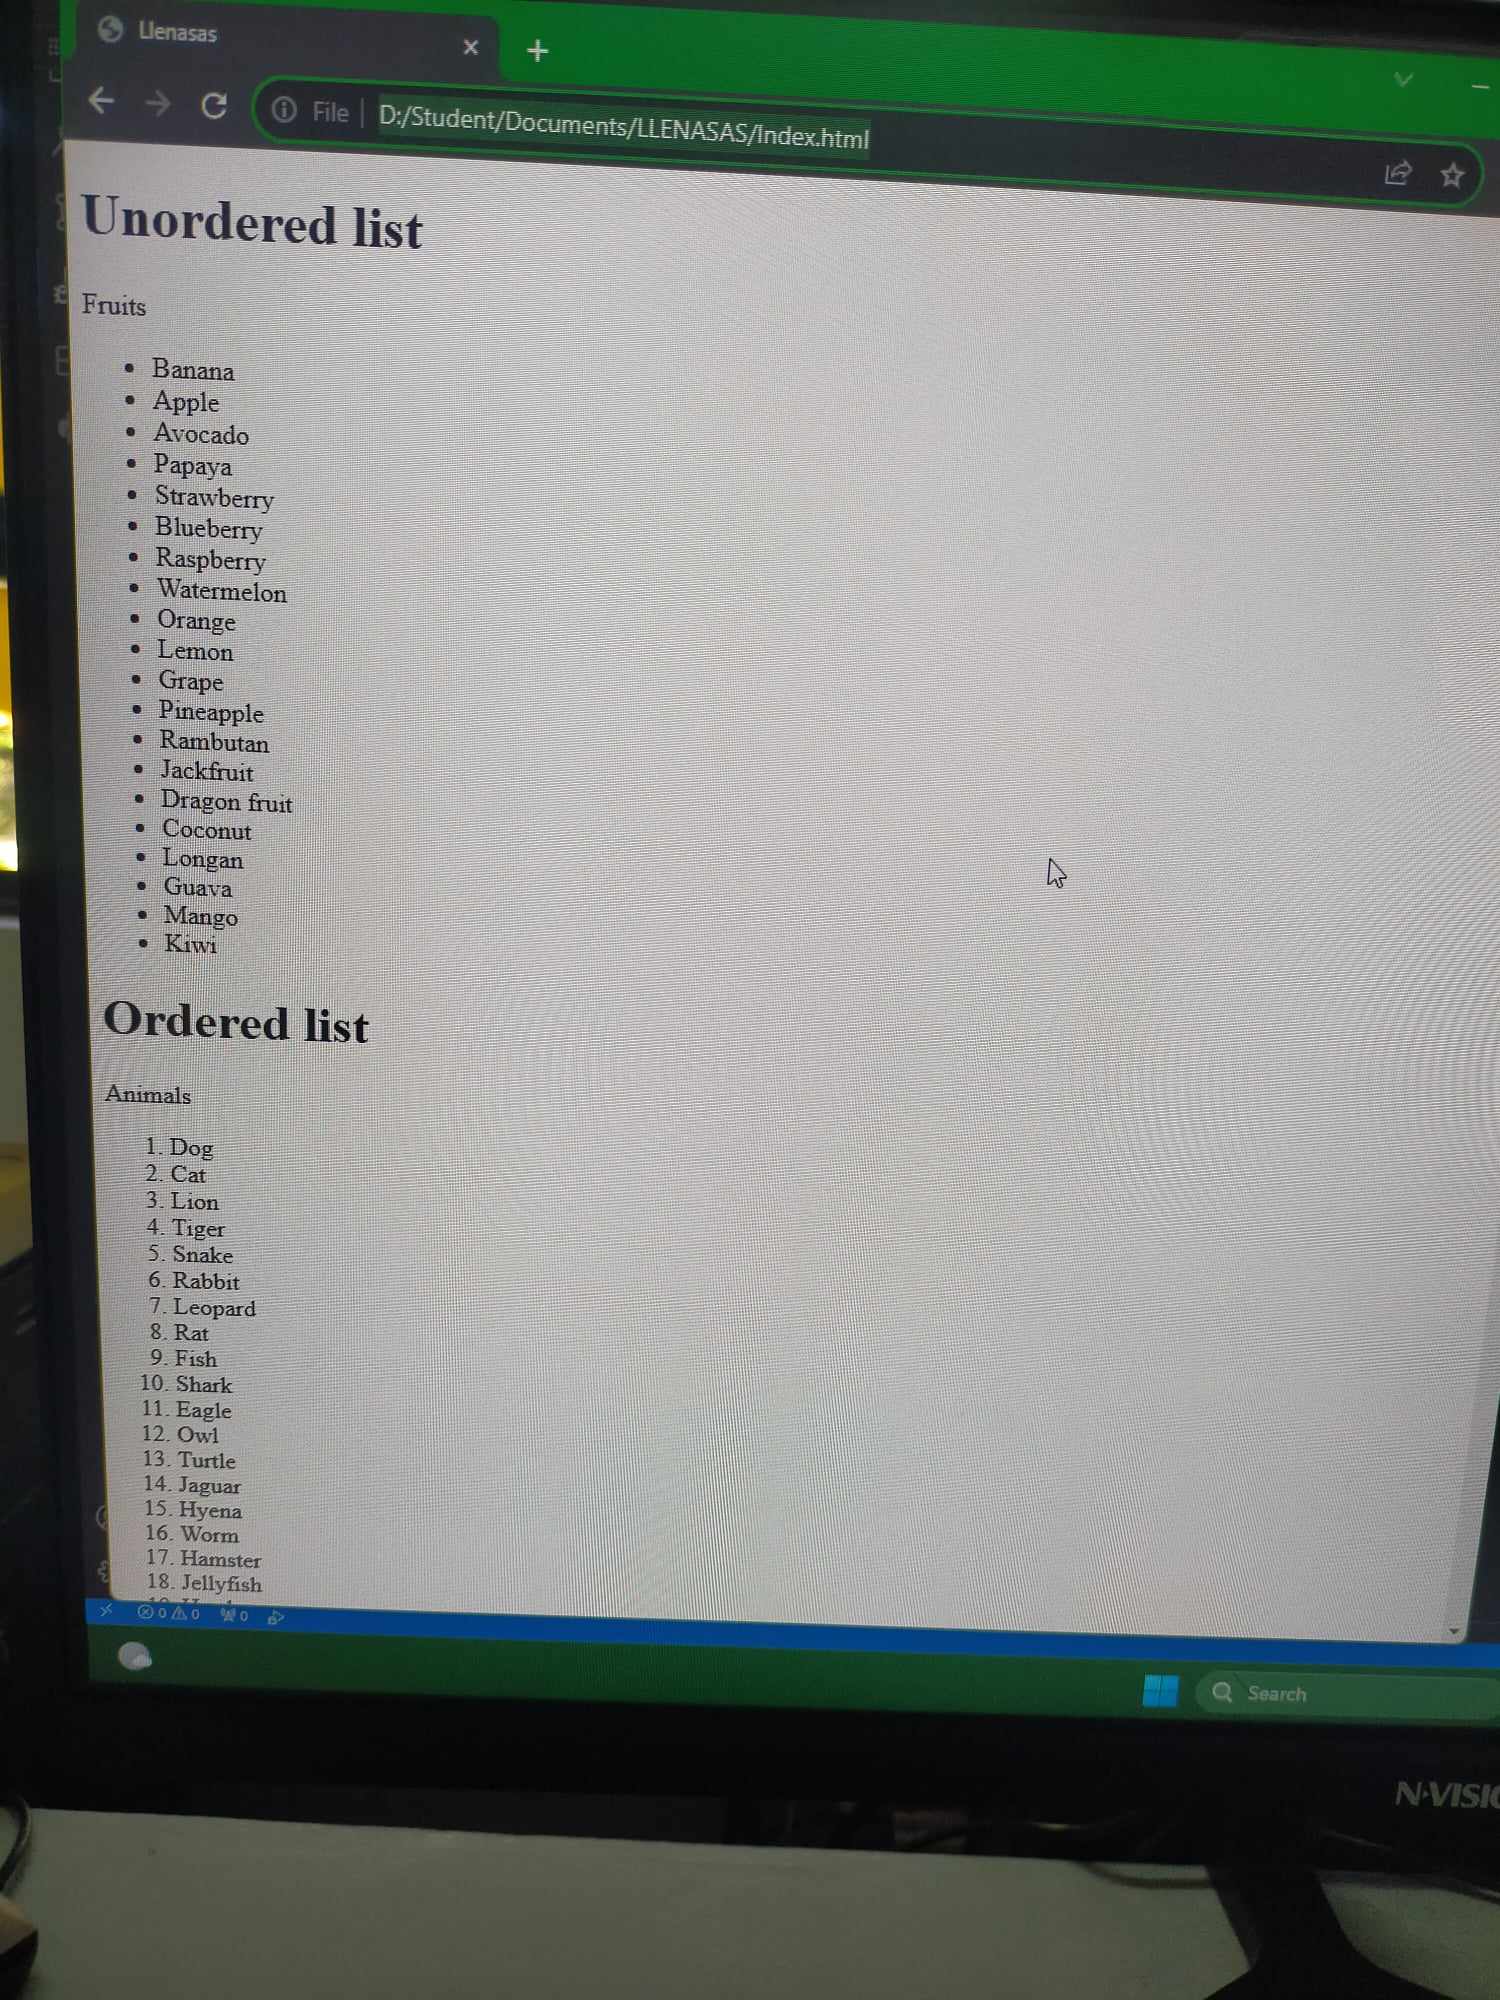 Llenasas
File D:/Student/Documents/LLENASAS/Index.html
Unordered list
Fruits
• Banana
• Apple
• Avocado
• Papaya
• Strawberry
• Blueberry
• Raspberry
• Watermelon
• Orange
• Lemon
• Grape
• Pineapple
• Rambutan
• Jackfruit
• Dragon fruit
• Coconut
• Longan
• Guava
• Mango
• Kiwi
Ordered list
Animals
1. Dog
2. Cat
3. Lion
4. Tiger
5. Snake
6. Rabbit
7. Leopard
8. Rat
9. Fish
10. Shark
11. Eagle
12. Owl
13. Turtle
14. Jaguar
15. Hyena
16. Worm
17. Hamster
18. Jellyfish
0 0 0
Search
N·VISIO